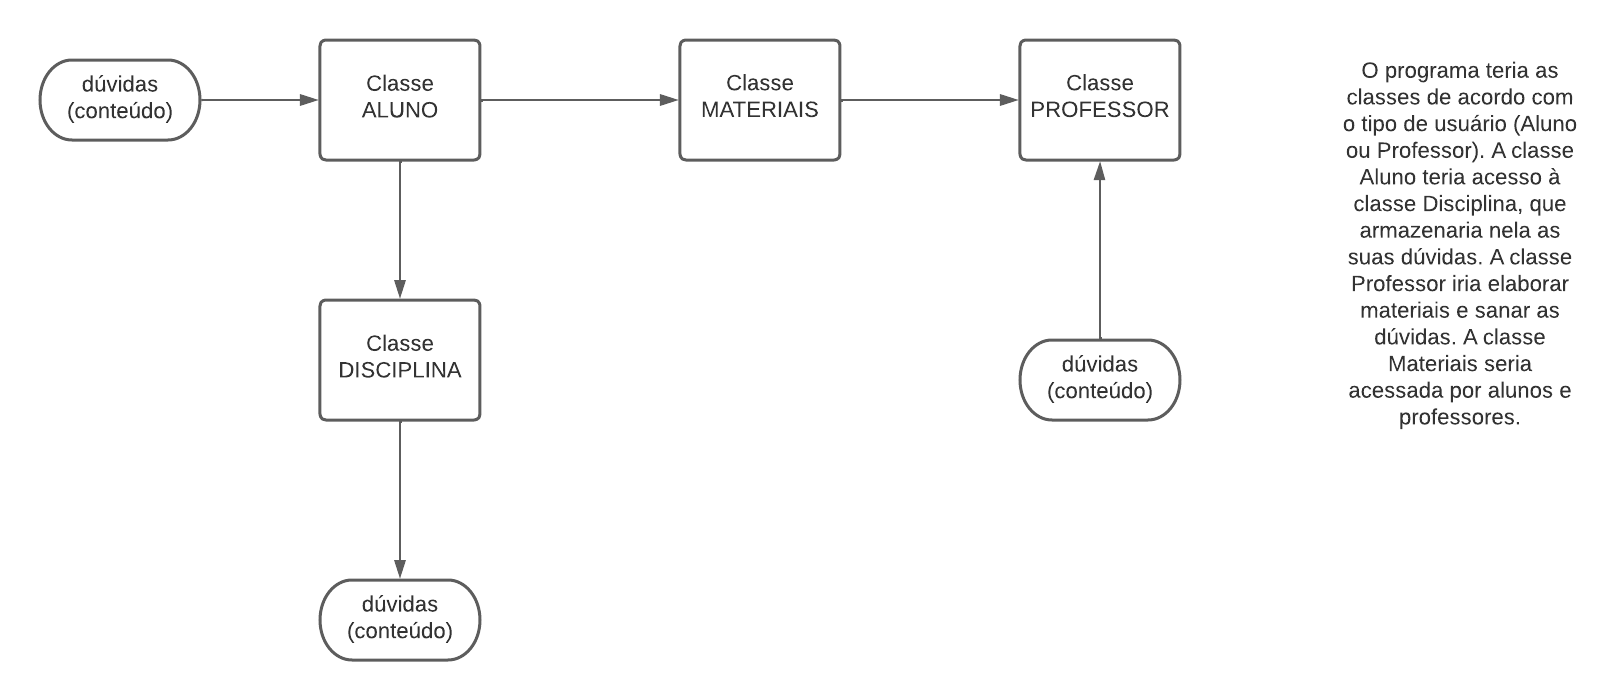 dúvidas
(conteúdo)
Classe
ALUNO
Classe
MATERIAIS
Classe
PROFESSOR
Classe
DISCIPLINA
dúvidas
(conteúdo)
dúvidas
(conteúdo)
O programa teria as
classes de acordo com
o tipo de usuário (Aluno
ou Professor). A classe
Aluno teria acesso à
classe Disciplina, que
armazenaria nela as
suas dúvidas. A classe
Professor iria elaborar
materiais e sanar as
dúvidas. A classe
Materiais seria
acessada por alunos e
professores.